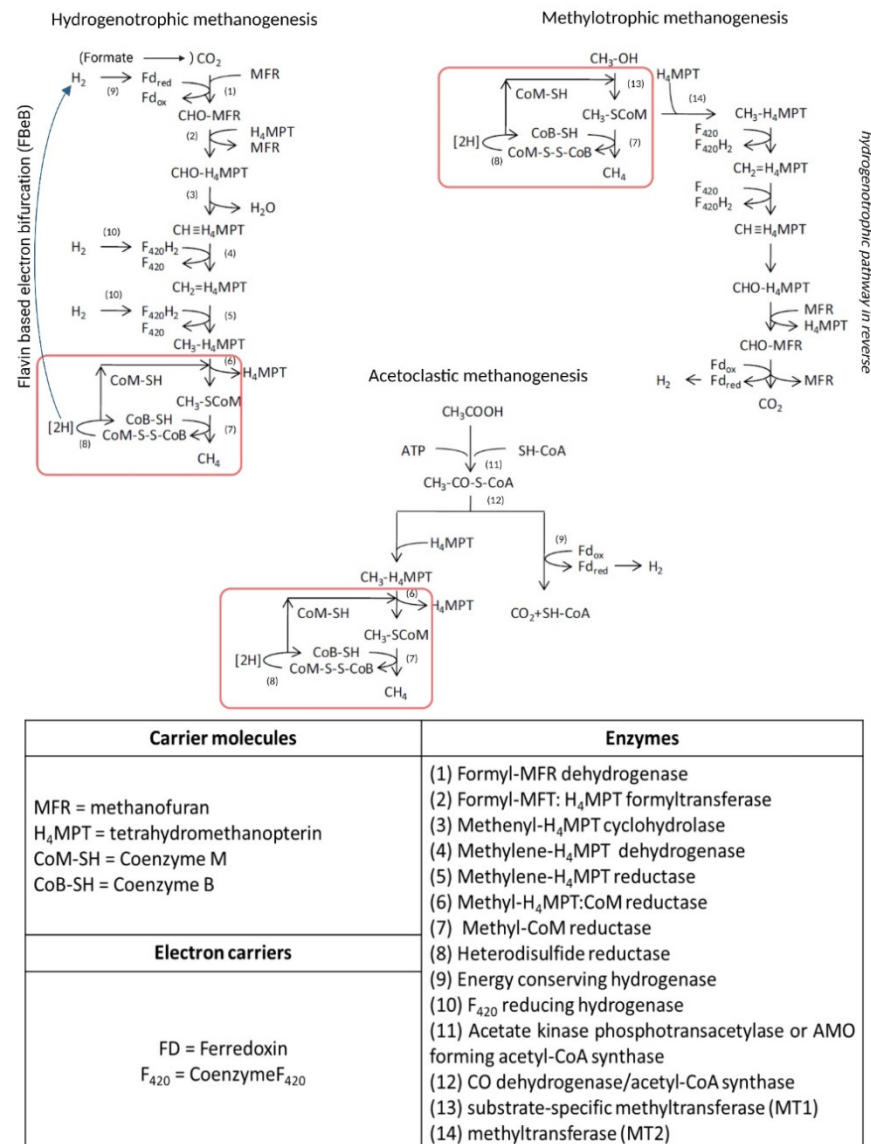 Hydrogenotrophic methanogenesis
(Formate ) CO2
H2
(9)
Fdred
Fdox
(1)
MFR
CHO-MFR
(2)
H4MPT
MFR
CHO-H4MPT
(3)
H2O
CH≡H4MPT
H2
(10)
F420H2
F420
(4)
CH2=H4MPT
H2
(10)
F420H2
F420
(5)
CH3-H4MPT
(6)
H4MPT
CoM-SH
CH3-SCoM
[2H]
(8)
CoB-SH
CoM-S-S-CoB
(7)
CH4
Flavin based electron bifurcation (FBeB)
Methylotrophic methanogenesis
CH3-OH
H4MPT
CoM-SH
(13)
(14)
CH3-SCoM
CH3-H4MPT
[2H]
(8)
CoB-SH
CoM-S-S-CoB
(7)
CH4
F420
F420H2
CH2=H4MPT
F420
F420H2
CH≡H4MPT
CHO-H4MPT
MFR
H4MPT
CHO-MFR
Fdox
H2
Fdred
MFR
CO2
hydrogenotrophic pathway in reverse
Acetoclastic methanogenesis
CH3COOH
ATP
SH-CoA
(11)
CH3-CO-S-CoA
(12)
H4MPT
(9)
Fdox
Fdred
H2
CH3-H4MPT
(6)
H4MPT
CO2+SH-CoA
CoM-SH
CH3-SCoM
[2H]
(8)
CoB-SH
CoM-S-S-CoB
(7)
CH4
Carrier molecules
MFR = methanofuran
H4MPT = tetrahydromethanopterin
CoM-SH = Coenzyme M
CoB-SH = Coenzyme B
Electron carriers
FD = Ferredoxin
F420 = CoenzymeF420
Enzymes
(1) Formyl-MFR dehydrogenase
(2) Formyl-MFT: H4MPT formyltransferase
(3) Methenyl-H4MPT cyclohydrolase
(4) Methylene-H4MPT dehydrogenase
(5) Methylene-H4MPT reductase
(6) Methyl-H4MPT:CoM reductase
(7) Methyl-CoM reductase
(8) Heterodisulfide reductase
(9) Energy conserving hydrogenase
(10) F420 reducing hydrogenase
(11) Acetate kinase phosphotransacetylase or AMO
forming acetyl-CoA synthase
(12) CO dehydrogenase/acetyl-CoA synthase
(13) substrate-specific methyltransferase (MT1)
(14) methyltransferase (MT2)